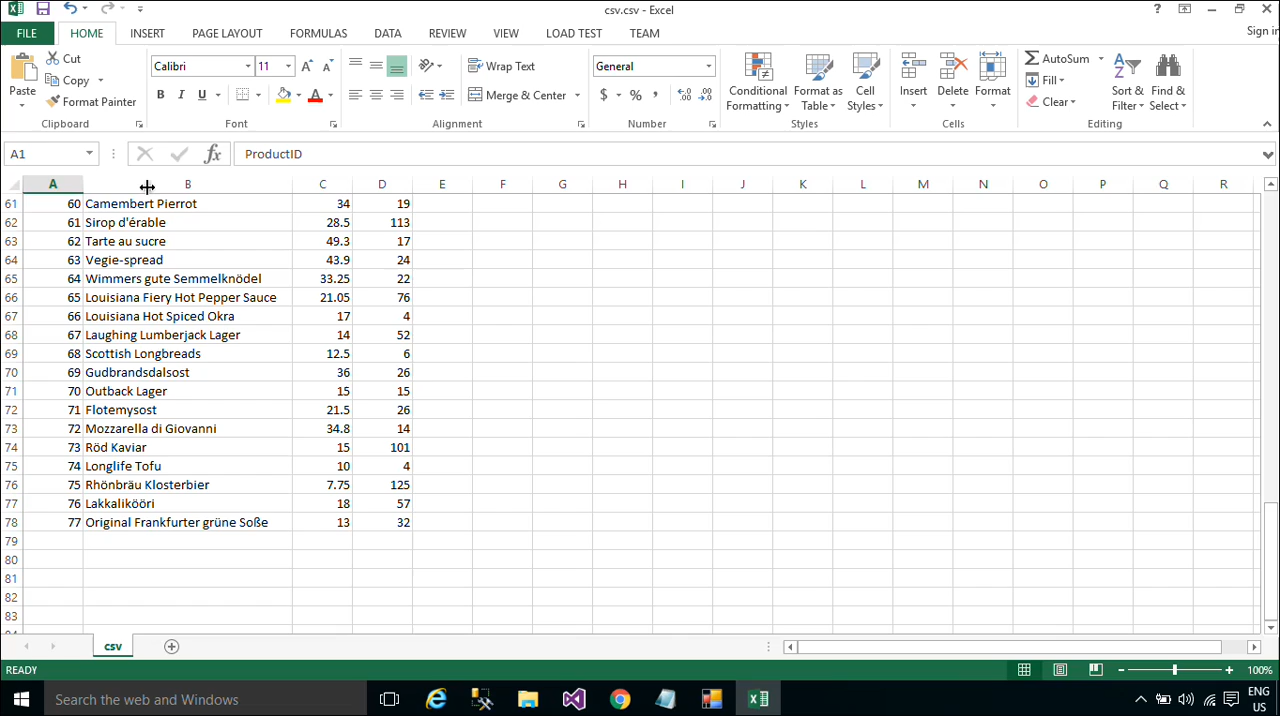 csv.csv - Excel
?
FILE HOME INSERT PAGE LAYOUT FORMULAS DATA REVIEW VIEW LOAD TEST TEAM
Sign in
Paste
Cut
Copy
Format Painter
Clipboard
Calibri 11
B I U
Font
Wrap Text
Merge & Center
Alignment
General
$ % ,
Number
Conditional Formatting
Format as Table
Cell Styles
Styles
Insert Delete Format
Cells
AutoSum
Fill
Clear
Sort & Filter
Find & Select
Editing
A1 fx ProductID
A B C D E F G H I J K L M N O P Q R
61 60 Camembert Pierrot 34 19
62 61 Sirop d'érable 28.5 113
63 62 Tarte au sucre 49.3 17
64 63 Vegie-spread 43.9 24
65 64 Wimmers gute Semmelknödel 33.25 22
66 65 Louisiana Fiery Hot Pepper Sauce 21.05 76
67 66 Louisiana Hot Spiced Okra 17 4
68 67 Laughing Lumberjack Lager 14 52
69 68 Scottish Longbreads 12.5 6
70 69 Gudbrandsdalsost 36 26
71 70 Outback Lager 15 15
72 71 Flotemysost 21.5 26
73 72 Mozzarella di Giovanni 34.8 14
74 73 Röd Kaviar 15 101
75 74 Longlife Tofu 10 4
76 75 Rhönbräu Klosterbier 7.75 125
77 76 Lakkalikööri 18 57
78 77 Original Frankfurter grüne Soße 13 32
79
80
81
82
83
84
csv
READY
100%
Search the web and Windows
ENG
US